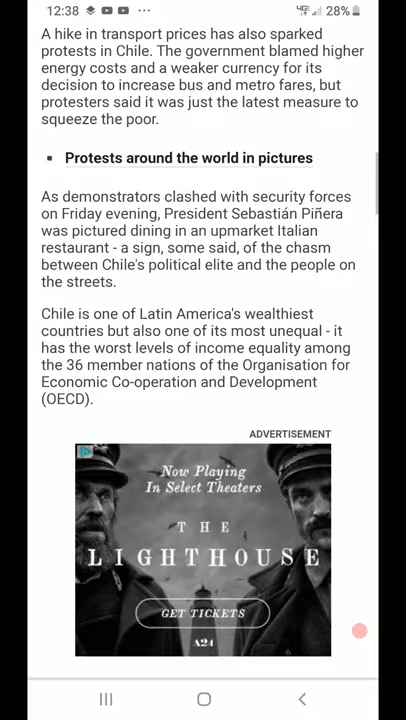 12:38
28%
A hike in transport prices has also sparked
protests in Chile. The government blamed higher
energy costs and a weaker currency for its
decision to increase bus and metro fares, but
protesters said it was just the latest measure to
squeeze the poor.
Protests around the world in pictures
As demonstrators clashed with security forces
on Friday evening, President Sebastián Piñera
was pictured dining in an upmarket Italian
restaurant - a sign, some said, of the chasm
between Chile's political elite and the people on
the streets.
Chile is one of Latin America's wealthiest
countries but also one of its most unequal - it
has the worst levels of income equality among
the 36 member nations of the Organisation for
Economic Co-operation and Development
(OECD).
ADVERTISEMENT
Now Playing
In Select Theaters
THE
LIGHTHOUSE
GET TICKETS
A24